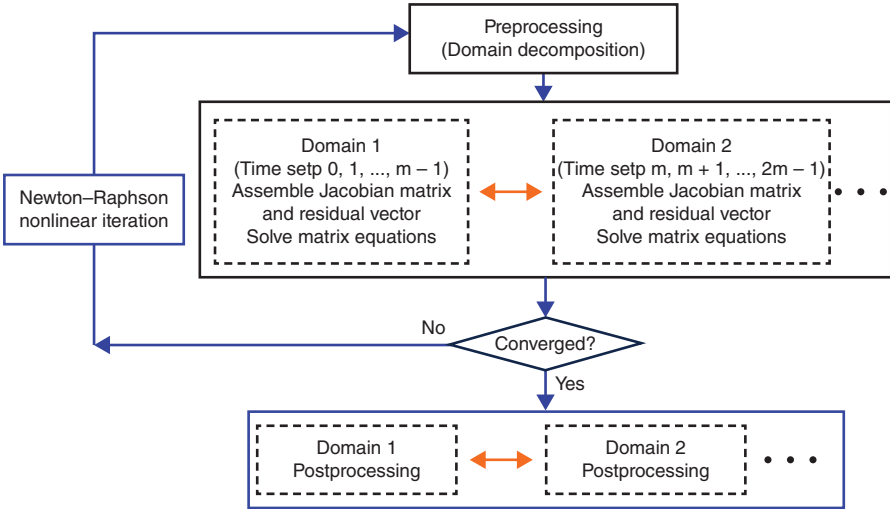 Preprocessing
(Domain decomposition)
Domain 1
(Time setp 0, 1, ..., m – 1)
Assemble Jacobian matrix
and residual vector
Solve matrix equations
Domain 2
(Time setp m, m + 1, ..., 2m – 1)
Assemble Jacobian matrix
and residual vector
Solve matrix equations
• • •
Newton–Raphson
nonlinear iteration
No
Converged?
Yes
Domain 1
Postprocessing
Domain 2
Postprocessing
• • •